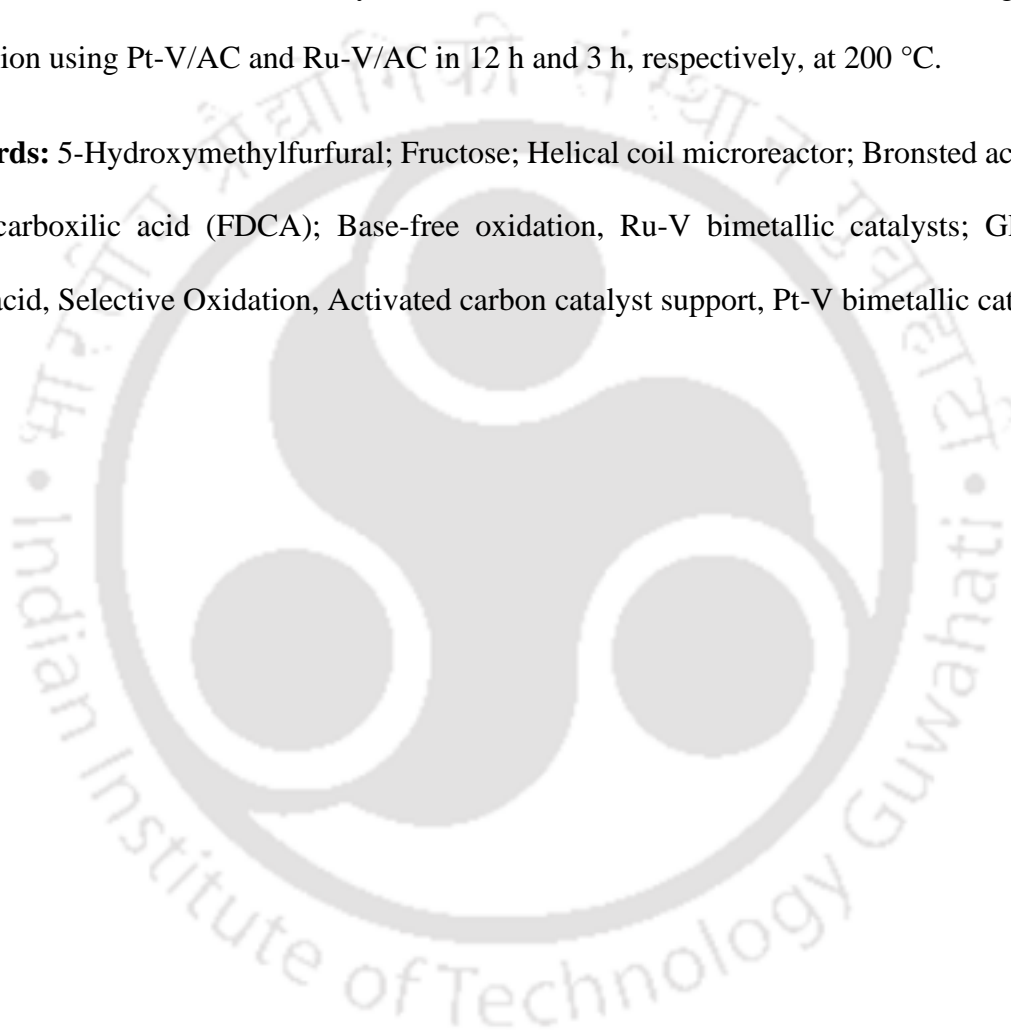 ion using Pt-V/AC and Ru-V/AC in 12 h and 3 h, respectively, at 200 °C.
rds: 5-Hydroxymethylfurfural; Fructose; Helical coil microreactor; Bronsted ac
carboxilic acid (FDCA); Base-free oxidation, Ru-V bimetallic catalysts; Gl
acid, Selective Oxidation, Activated carbon catalyst support, Pt-V bimetallic cat
Indian Institute of Technology Guwahati